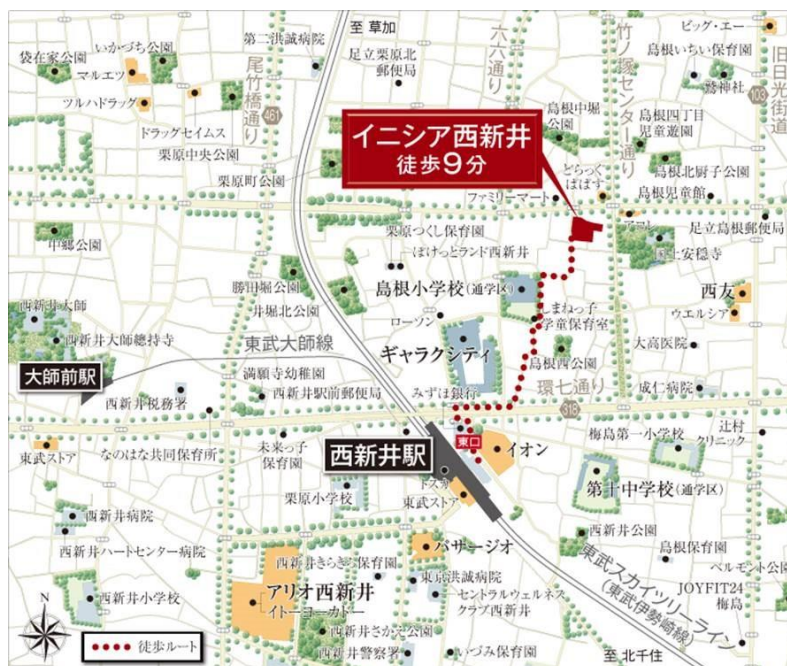 ビッグ・エー
袋在家公園
いかづち公園
マルエツ
ツルハドラッグ
ドラッグセイムス
栗原中央公園
栗原町公園
尾竹橋通り
461
第二洪誠病院
至 草加
足立栗原北
郵便局
六六通り
竹ノ塚センター通り
島根いちい保育園
鷲神社
旧日光街道
103
島根中堀
公園
島根四丁目
児童遊園
島根北厨子公園
島根児童館
イニシア西新井
徒歩9分
どらっぐ
ぱぱす
ファミリーマート
足立島根郵便局
国土安穏寺
中郷公園
栗原つくし保育園
ぽけっとランド西新井
勝田堀公園
井堀北公園
島根小学校(通学区)
しまねっ子
学童保育室
ローソン
西友
ウエルシア
西新井大師
西新井大師總持寺
東武大師線
大師前駅
ギャラクシティ
島根西公園
大高医院
満願寺幼稚園
西新井駅前郵便局
みずほ銀行
環七通り
318
成仁病院
西新井税務署
東武ストア
なのはな共同保育所
未来っ子
保育園
西新井駅
東口
イオン
梅島第一小学校
辻村
クリニック
トスカ
東武ストア
栗原小学校
第十中学校(通学区)
西新井病院
西新井ハートセンター病院
西新井公園
島根保育園
ベルモント公園
パサージオ
西新井きらきら保育園
東京洪誠病院
セントラルウェルネス
クラブ西新井
アリオ西新井
イトーヨーカドー
西新井小学校
西新井さかえ公園
西新井警察署
いづみ保育園
東武スカイツリーライン
(東武伊勢崎線)
JOYFIT24
梅島
至 北千住
N
徒歩ルート